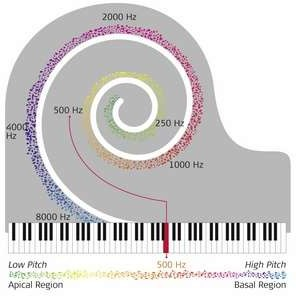 2000 Hz
500 Hz
250 Hz
4000
Hz
1000 Hz
8000 Hz
Low Pitch
500 Hz
High Pitch
Apical Region
Basal Region